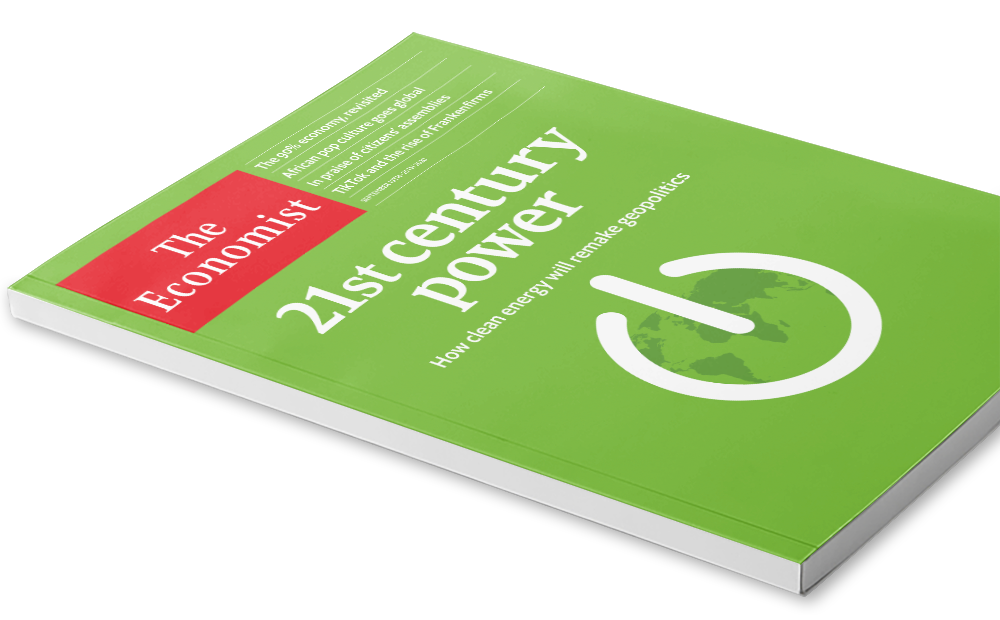 The 90% economy, revisited
African pop culture goes global
In praise of citizens' assemblies
TikTok and the rise of Frankenfirms
The
Economist
21st century
power
How clean energy will remake geopolitics